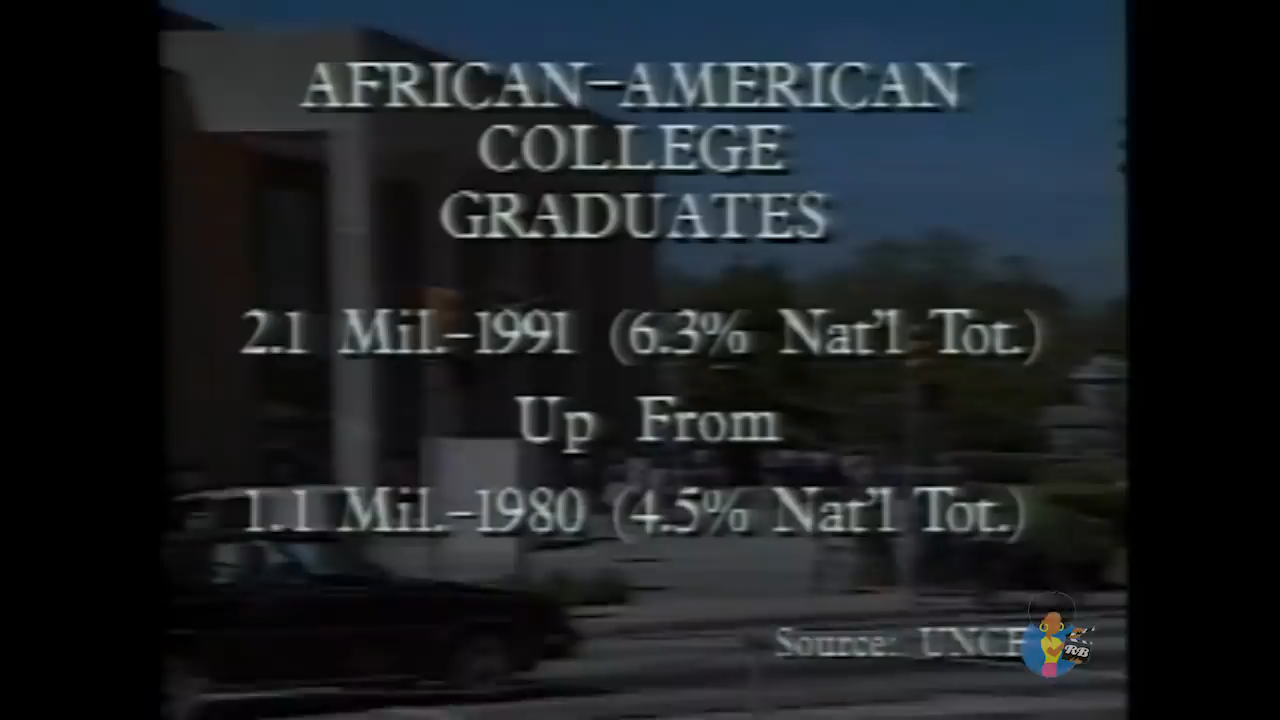 AFRICAN-AMERICAN
COLLEGE
GRADUATES
2.1 Mil.-1991 (6.3% Nat'l Tot.)
Up From
1.1 Mil.-1980 (4.5% Nat'l Tot.)
Source: UNCF
RB